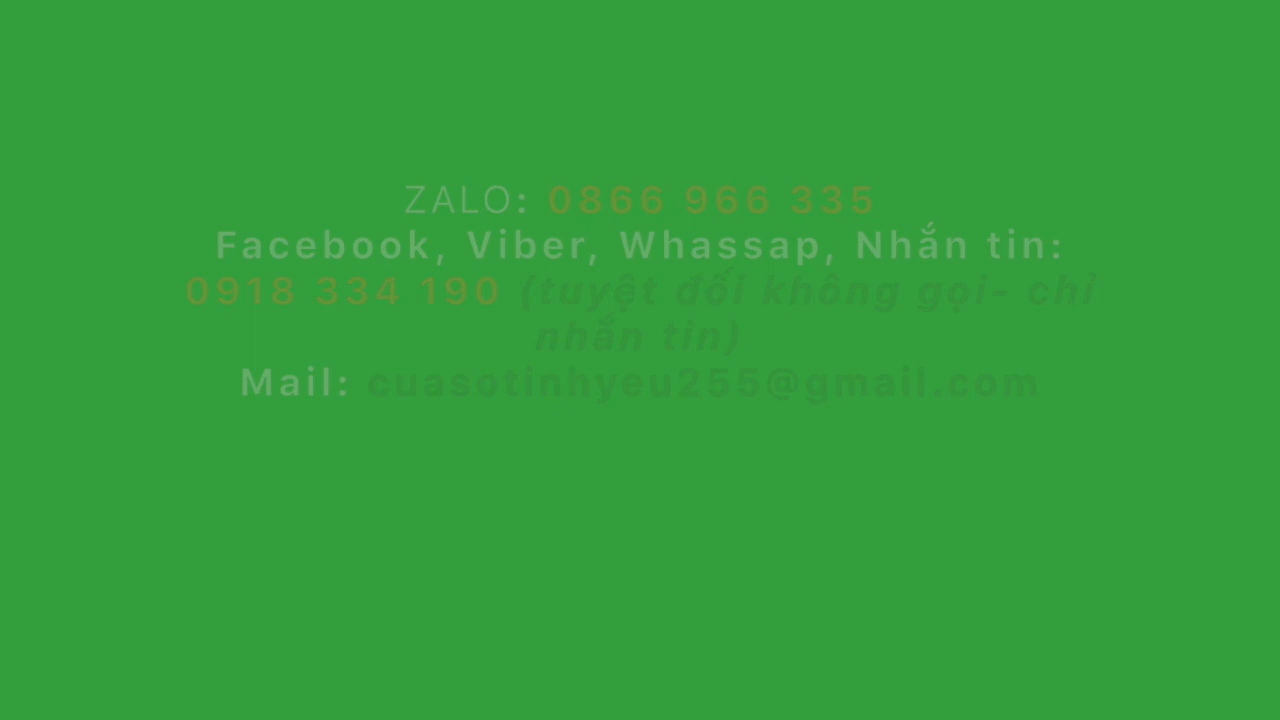 ZALO: 0866 966 335
Facebook, Viber, Whassap, Nhắn tin:
0918 334 190 (tuyệt đối không gọi- chỉ
nhắn tin)
Mail: cuasotinhyeu255@gmail.com